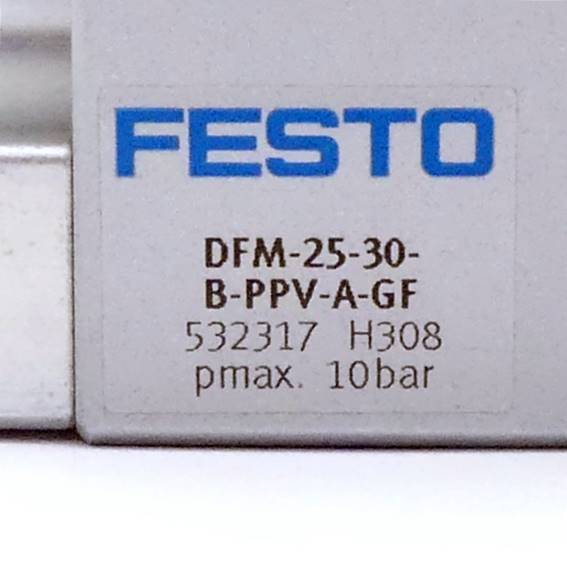 FESTO
DFM-25-30-
B-PPV-A-GF
532317 H308
pmax. 10bar